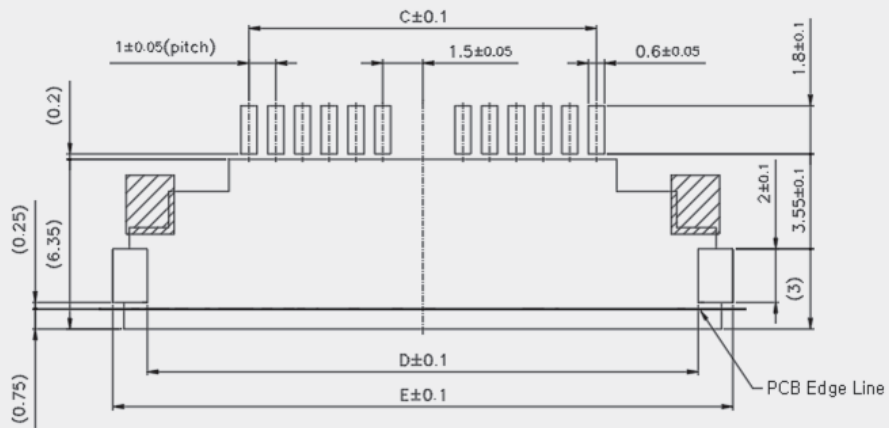 C±0.1
1±0.05(pitch)
1.5±0.05
0.6±0.05
1.8±0.1
(0.2)
2±0.1
3.55±0.1
(0.25)
(6.35)
(3)
D±0.1
PCB Edge Line
E±0.1
(0.75)